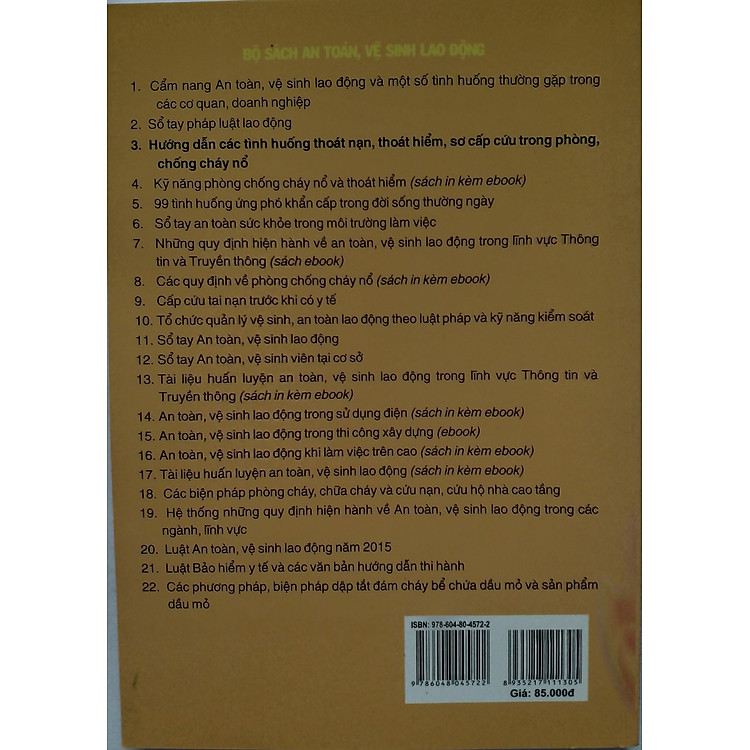 BỘ SÁCH AN TOÀN, VỆ SINH LAO ĐỘNG
1. Cẩm nang An toàn, vệ sinh lao động và một số tình huống thường gặp trong
các cơ quan, doanh nghiệp
2. Sổ tay pháp luật lao động
3. Hướng dẫn các tình huống thoát nạn, thoát hiểm, sơ cấp cứu trong phòng,
chống cháy nổ
4. Kỹ năng phòng chống cháy nổ và thoát hiểm (sách in kèm ebook)
5. 99 tình huống ứng phó khẩn cấp trong đời sống thường ngày
6. Sổ tay an toàn sức khỏe trong môi trường làm việc
7. Những quy định hiện hành về an toàn, vệ sinh lao động trong lĩnh vực Thông
tin và Truyền thông (sách ebook)
8. Các quy định về phòng chống cháy nổ (sách in kèm ebook)
9. Cấp cứu tai nạn trước khi có y tế
10. Tổ chức quản lý vệ sinh, an toàn lao động theo luật pháp và kỹ năng kiểm soát
11. Sổ tay An toàn, vệ sinh lao động
12. Sổ tay An toàn, vệ sinh viên tại cơ sở
13. Tài liệu huấn luyện an toàn, vệ sinh lao động trong lĩnh vực Thông tin và
Truyền thông (sách in kèm ebook)
14. An toàn, vệ sinh lao động trong sử dụng điện (sách in kèm ebook)
15. An toàn, vệ sinh lao động trong thi công xây dựng (ebook)
16. An toàn, vệ sinh lao động khi làm việc trên cao (sách in kèm ebook)
17. Tài liệu huấn luyện an toàn, vệ sinh lao động (sách in kèm ebook)
18. Các biện pháp phòng cháy, chữa cháy và cứu nạn, cứu hộ nhà cao tầng
19. Hệ thống những quy định hiện hành về An toàn, vệ sinh lao động trong các
ngành, lĩnh vực
20. Luật An toàn, vệ sinh lao động năm 2015
21. Luật Bảo hiểm y tế và các văn bản hướng dẫn thi hành
22. Các phương pháp, biện pháp dập tắt đám cháy bể chứa dầu mỏ và sản phẩm
dầu mỏ
ISBN: 978-604-80-4572-2
9 786048 045722
8 935217 111305
Giá: 85.000đ